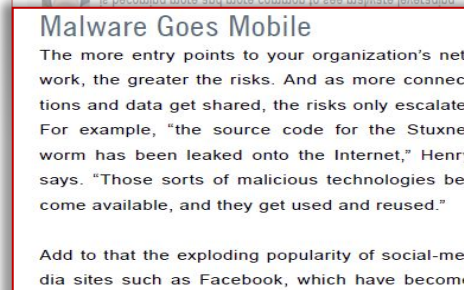 Malware Goes Mobile
The more entry points to your organization's net
work, the greater the risks. And as more connec
tions and data get shared, the risks only escalate
For example, "the source code for the Stuxne
worm has been leaked onto the Internet," Henry
says. "Those sorts of malicious technologies be
come available, and they get used and reused."
Add to that the exploding popularity of social-me
dia sites such as Facebook, which have become